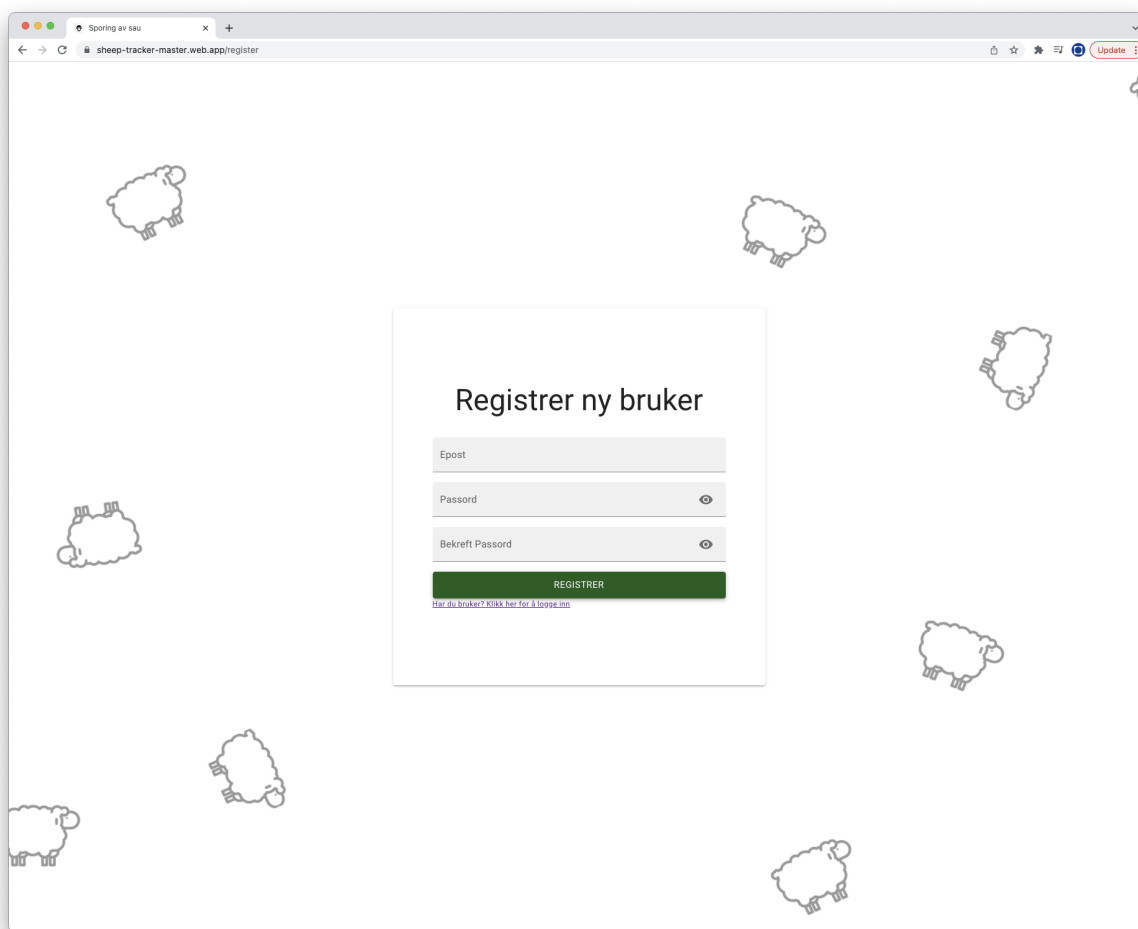 Sporing av sau
sheep-tracker-master.web.app/register
Update
Registrer ny bruker
Epost
Passord
Bekreft Passord
REGISTRER
Har du bruker? Klikk her for å logge inn